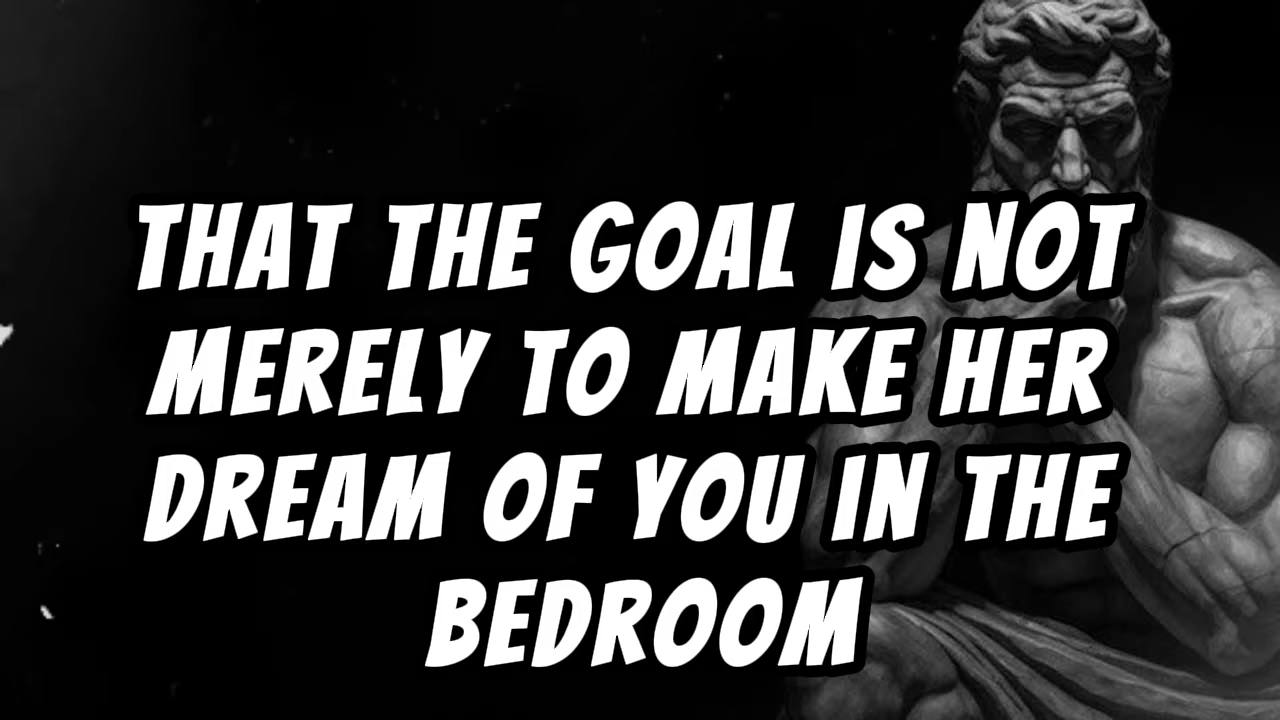 THAT THE GOAL IS NOT
MERELY TO MAKE HER
DREAM OF YOU IN THE
BEDROOM